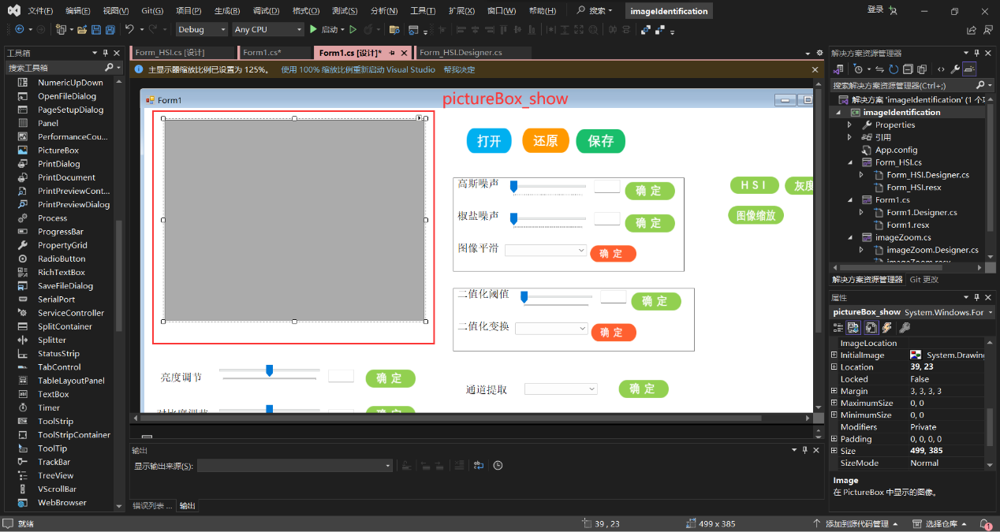 文件(F) 编辑(E) 视图(V) Git(G) 项目(P) 生成(B) 调试(D) 格式(O) 测试(S) 分析(N) 工具(T) 扩展(X) 窗口(W) 帮助(H) 搜索 imageIdentification 登录
Debug Any CPU 启动
工具箱
搜索工具箱
NumericUpDown
OpenFileDialog
PageSetupDialog
Panel
PerformanceCou...
PictureBox
PrintDialog
PrintDocument
PrintPreviewCont...
PrintPreviewDialog
Process
ProgressBar
PropertyGrid
RadioButton
RichTextBox
SaveFileDialog
SerialPort
ServiceController
SplitContainer
Splitter
StatusStrip
TabControl
TableLayoutPanel
TextBox
Timer
ToolStrip
ToolStripContainer
ToolTip
TrackBar
TreeView
VScrollBar
WebBrowser
Form_HSI.cs [设计] Form1.cs* Form1.cs [设计]* Form_HSI.Designer.cs
主显示器缩放比例已设置为 125%。 使用 100% 缩放比例重新启动 Visual Studio 帮我决定
Form1
pictureBox_show
打开 还原 保存
高斯噪声 确 定
椒盐噪声 确 定
图像平滑 确 定
H S I 灰度
图像缩放
二值化阈值 确 定
二值化变换 确 定
亮度调节 确 定
通道提取 确 定
对比度调节 确 定
输出
显示输出来源(S):
错误列表 ... 输出
解决方案资源管理器
搜索解决方案资源管理器(Ctrl+;)
解决方案 'imageIdentification' (1 个项
imageIdentification
Properties
引用
App.config
Form_HSI.cs
Form_HSI.Designer.cs
Form_HSI.resx
Form1.cs
Form1.Designer.cs
Form1.resx
imageZoom.cs
imageZoom.Designer.cs
imageZoom.resx
解决方案资源管理器 Git 更改
属性
pictureBox_show System.Windows.For
ImageLocation
InitialImage System.Drawing
Location 39, 23
Locked False
Margin 3, 3, 3, 3
MaximumSize 0, 0
MinimumSize 0, 0
Modifiers Private
Padding 0, 0, 0, 0
Size 499, 385
SizeMode Normal
Image
在 PictureBox 中显示的图像。
就绪 39 , 23 499 x 385 添加到源代码管理 选择仓库 1